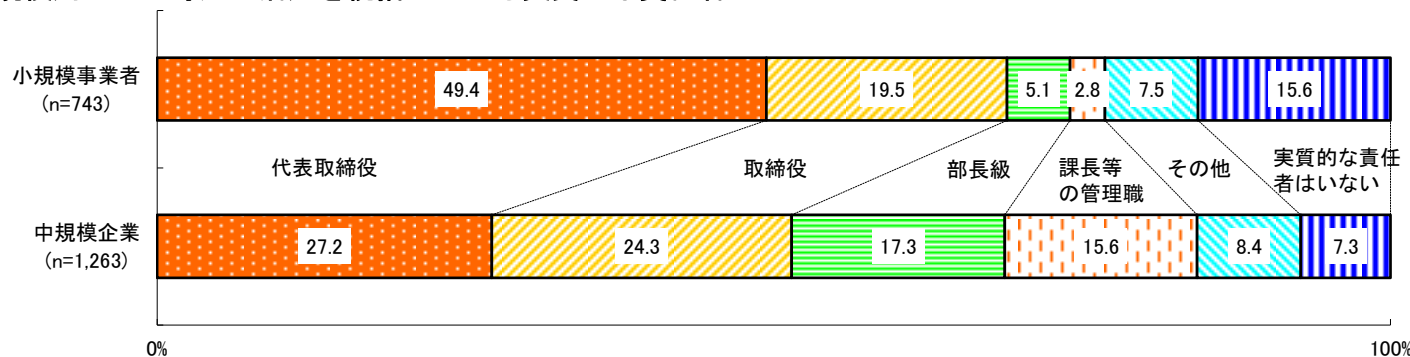 小規模事業者
(n=743)
49.4
19.5
5.1
2.8
7.5
15.6
代表取締役
取締役
部長級
課長等
の管理職
その他
実質的な責任
者はいない
中規模企業
(n=1,263)
27.2
24.3
17.3
15.6
8.4
7.3
0%
100%